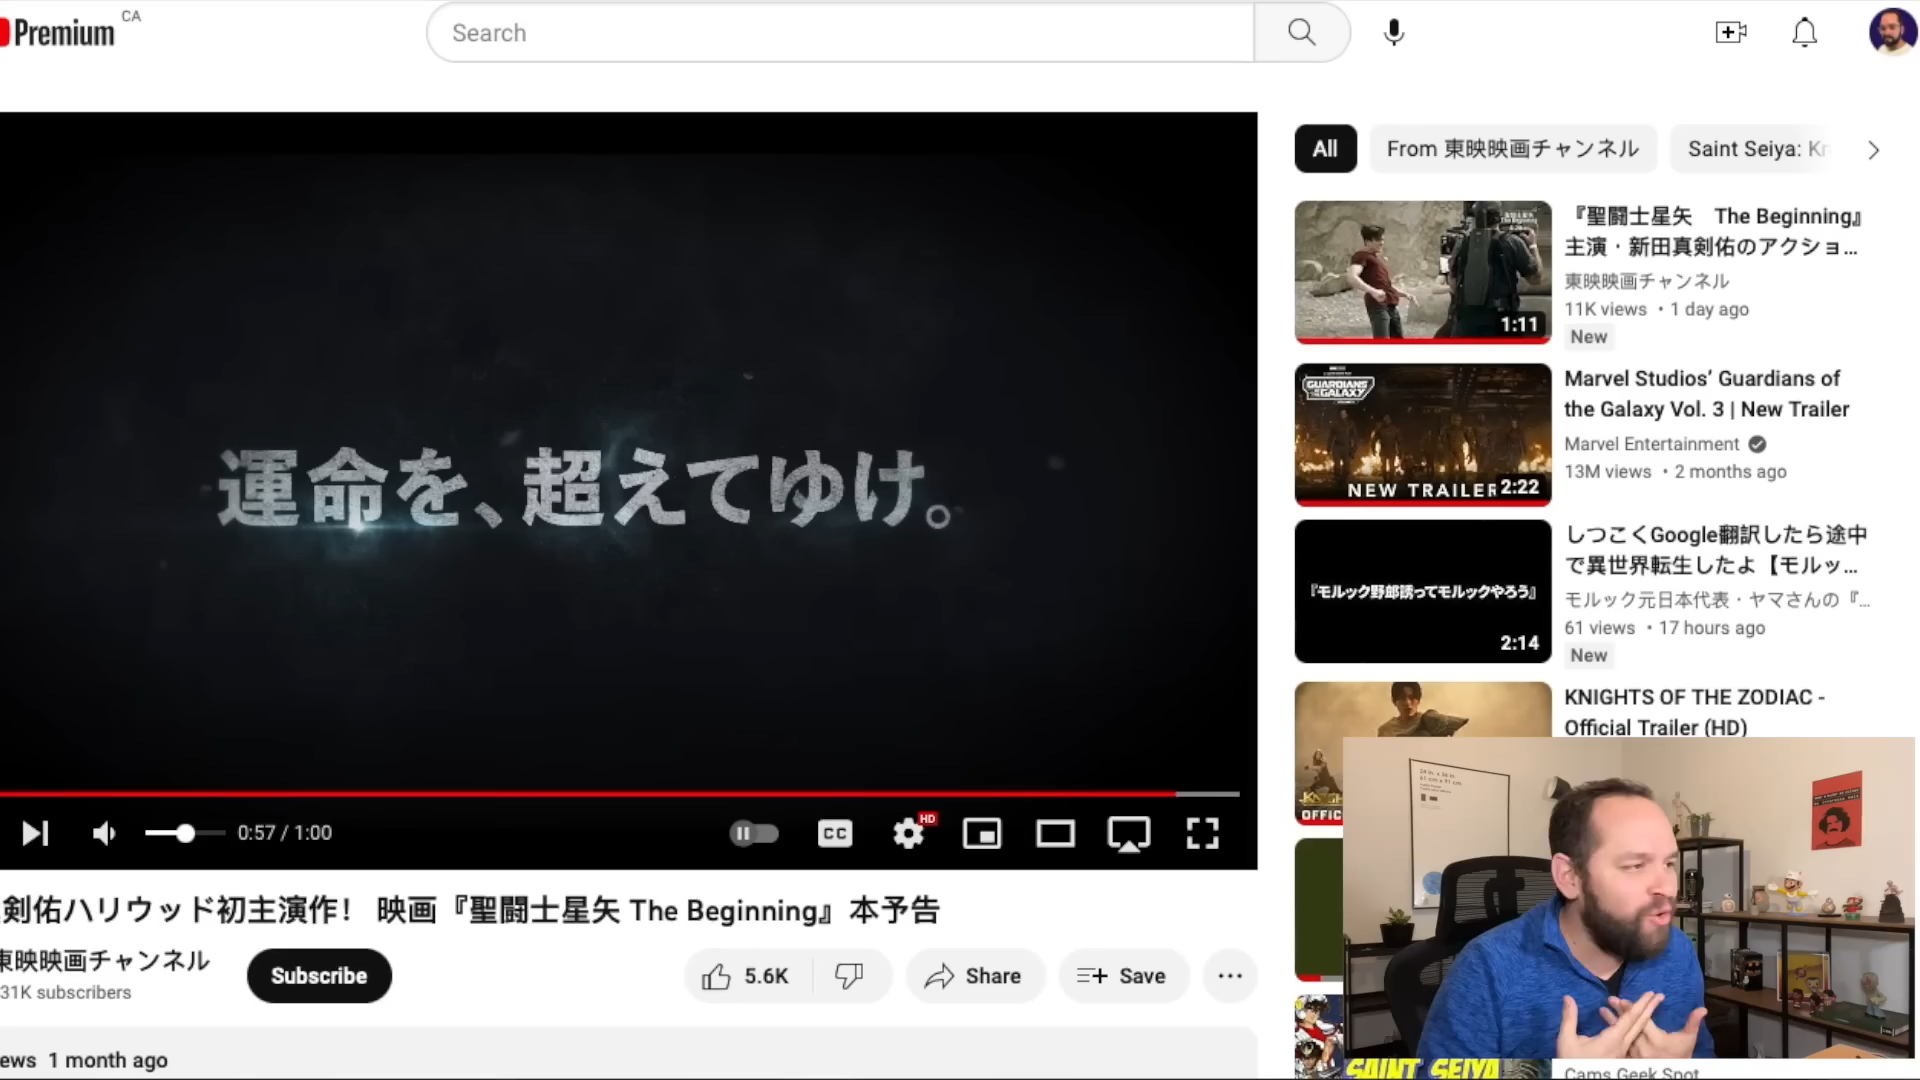 Premium CA
Search
運命を、超えてゆけ。
0:57 / 1:00
CC
HD
剣佑ハリウッド初主演作！ 映画『聖闘士星矢 The Beginning』本予告
東映映画チャンネル
31K subscribers
Subscribe
5.6K
Share
Save
ews 1 month ago
All
From 東映映画チャンネル
Saint Seiya: Kn
1:11
『聖闘士星矢　The Beginning』
主演・新田真剣佑のアクショ...
東映映画チャンネル
11K views ・1 day ago
New
GUARDIANS
GALAXY
NEW TRAILER
2:22
Marvel Studios’ Guardians of
the Galaxy Vol. 3 | New Trailer
Marvel Entertainment
13M views ・2 months ago
『モルック野郎誘ってモルックやろう』
2:14
しつこくGoogle翻訳したら途中
で異世界転生したよ【モルッ...
モルック元日本代表・ヤマさんの『...
61 views ・17 hours ago
New
OFFIC
KNIGHTS OF THE ZODIAC -
Official Trailer (HD)
24 in. x 36 in.
61 cm x 91 cm
SAINT SEIYA
Cams Geek Spot